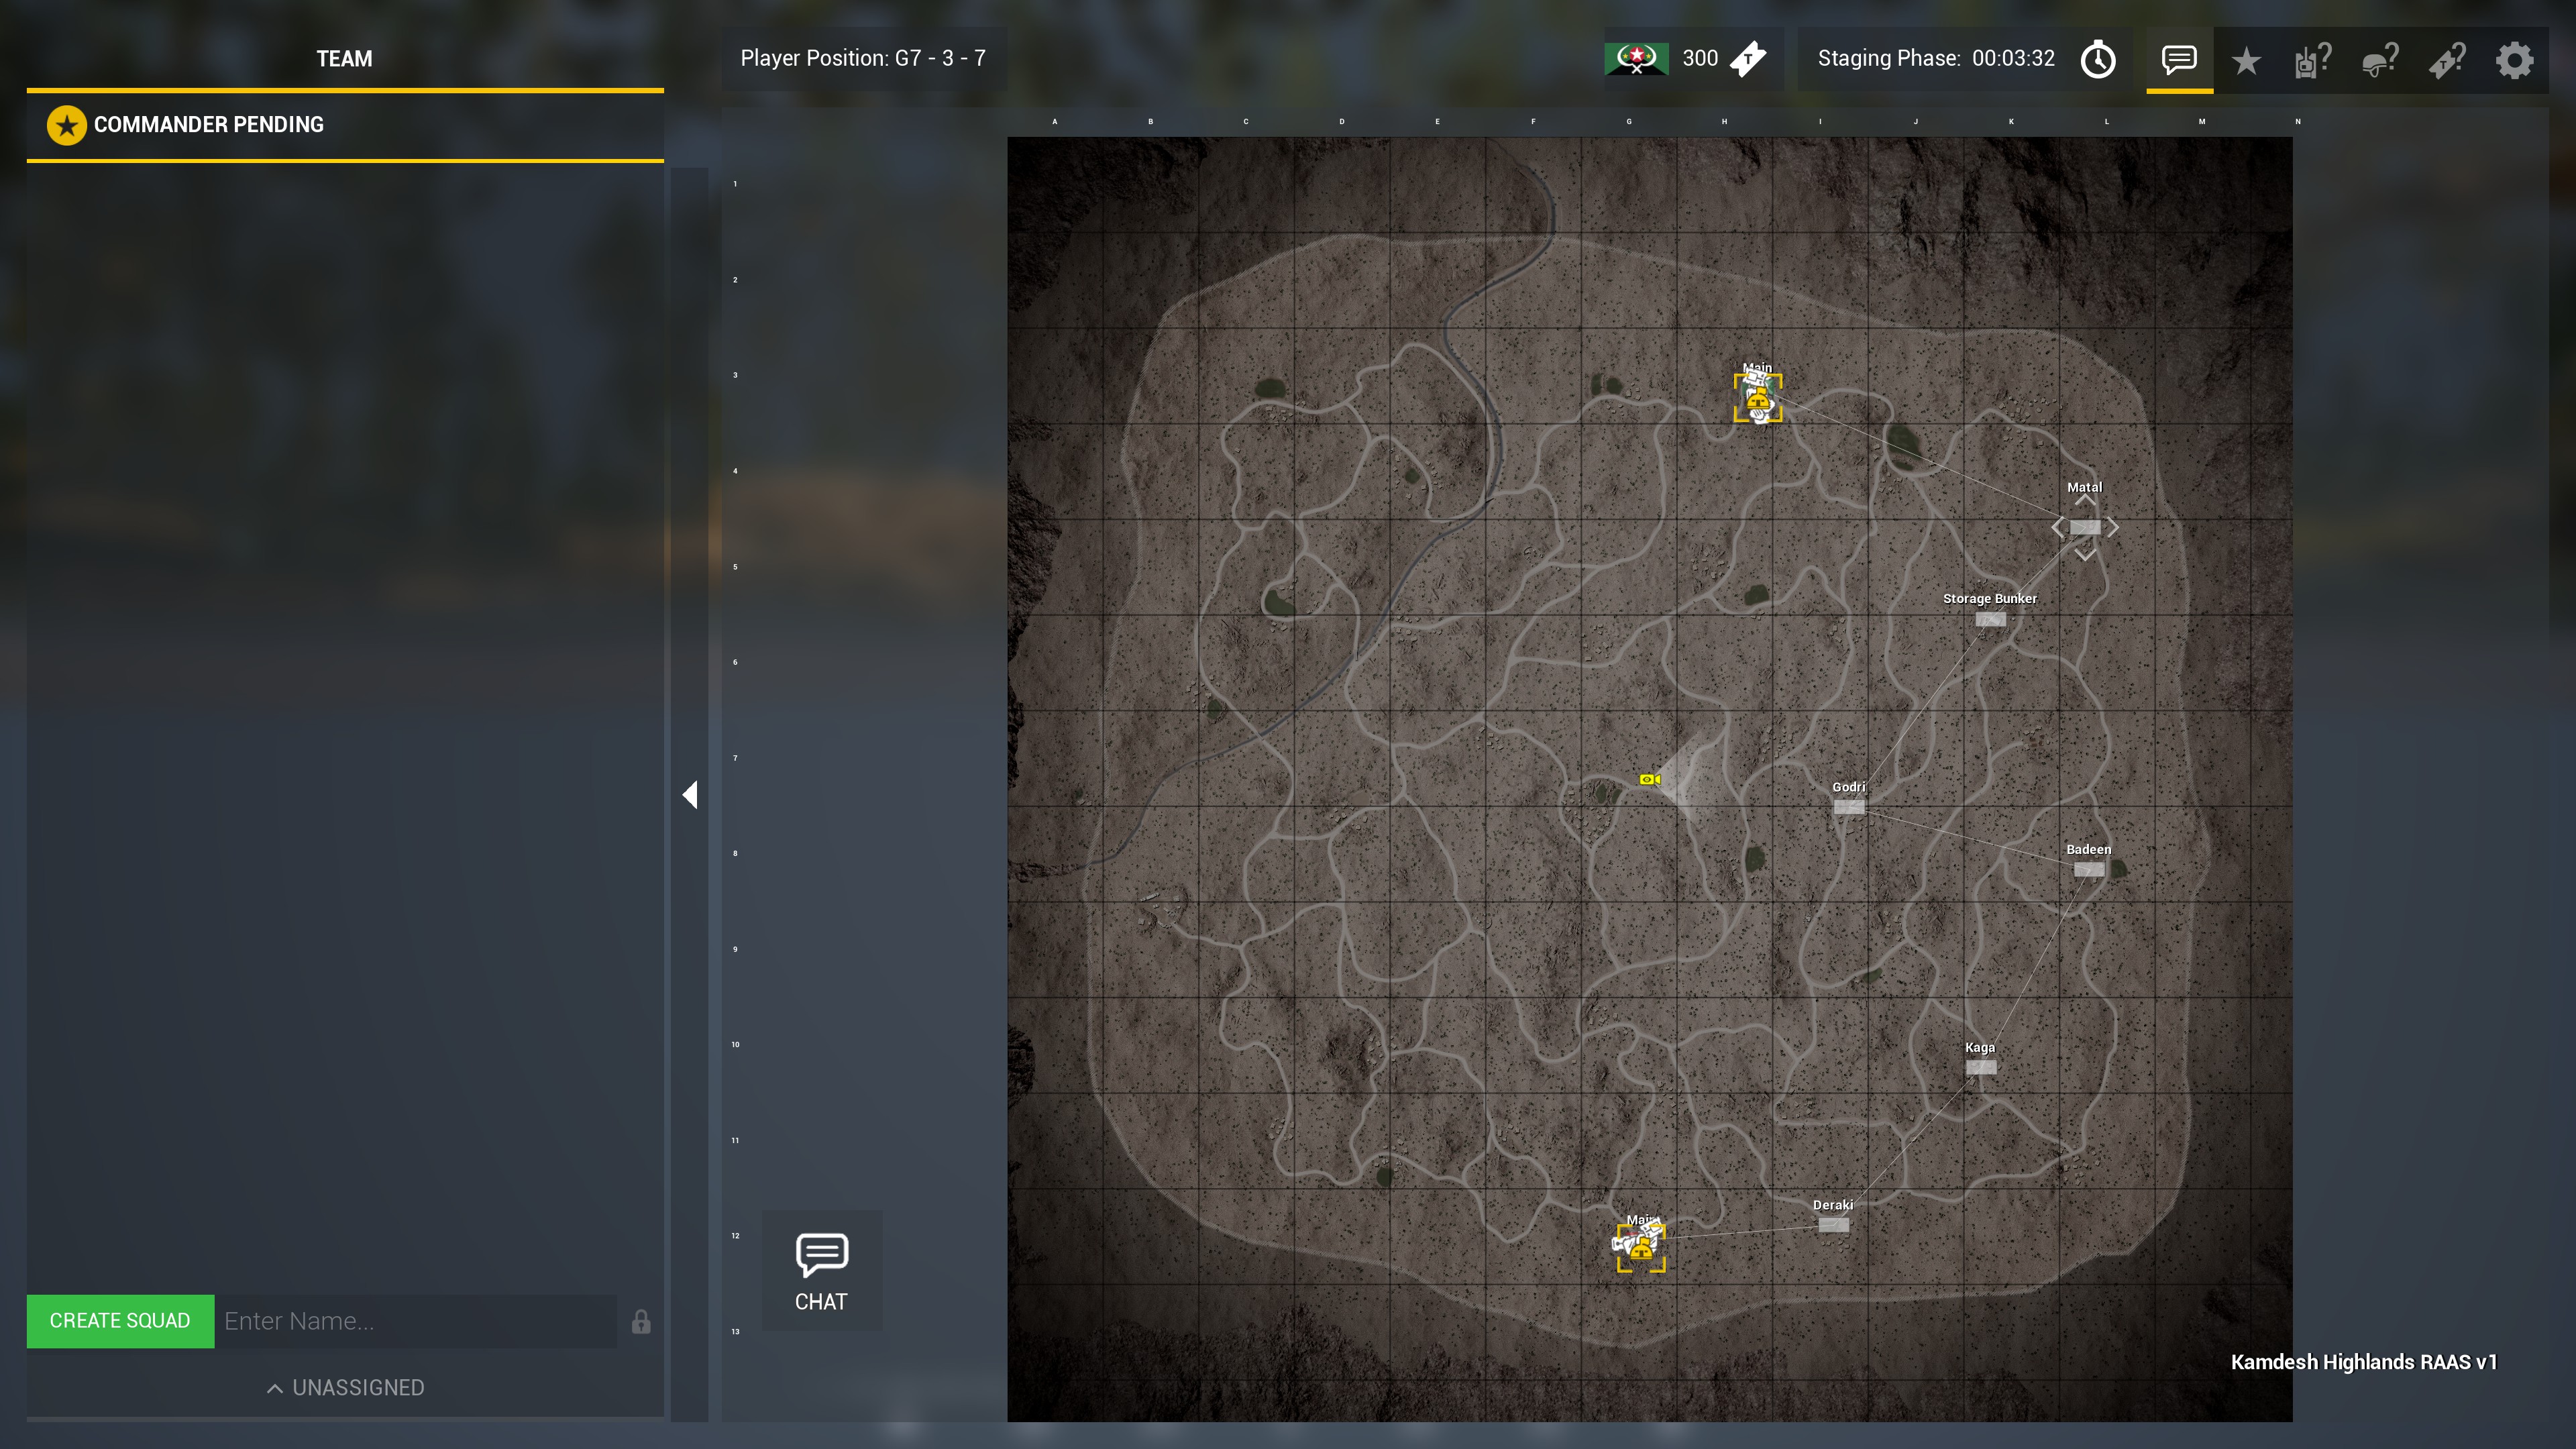 TEAM
Player Position: G7 - 3 - 7
300
T
Staging Phase: 00:03:32
? ? T ?
COMMANDER PENDING
A B C D E F G H I J K L M N
1
2
3
4
5
6
7
8
9
10
11
12
13
Main
Matal
Storage Bunker
Godri
Badeen
Kaga
Deraki
Main
CHAT
CREATE SQUAD
Enter Name...
UNASSIGNED
Kamdesh Highlands RAAS v1